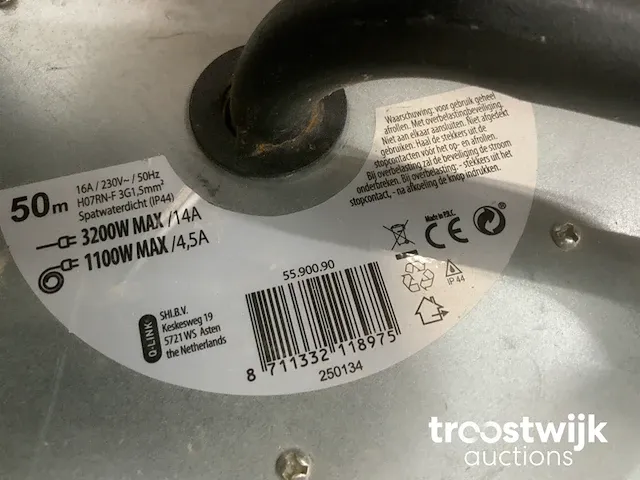 Waarschuwing: voor gebruik geheel
afrollen. Met overbelastingbeveiliging.
Niet aan elkaar aansluiten. Niet afgedekt
gebruiken. Haal de stekkers uit de
stopcontacten voor het op- en afrollen.
Bij overbelasting zal de beveiliging de stroom
onderbreken. Bij overbelasting - stekkers uit het
stopcontact, - na afkoeling de knop indrukken.
50m
16A / 230V~ / 50Hz
H07RN-F 3G1,5mm²
Spatwaterdicht (IP44)
3200W MAX /14A
1100W MAX /4,5A
Made in P.R.C.
CE
IP 44
55.900.90
Q-LINK
SHI.B.V.
Keskesweg 19
5721 WS Asten
the Netherlands
8 711332 118975
250134
troostwijk
auctions